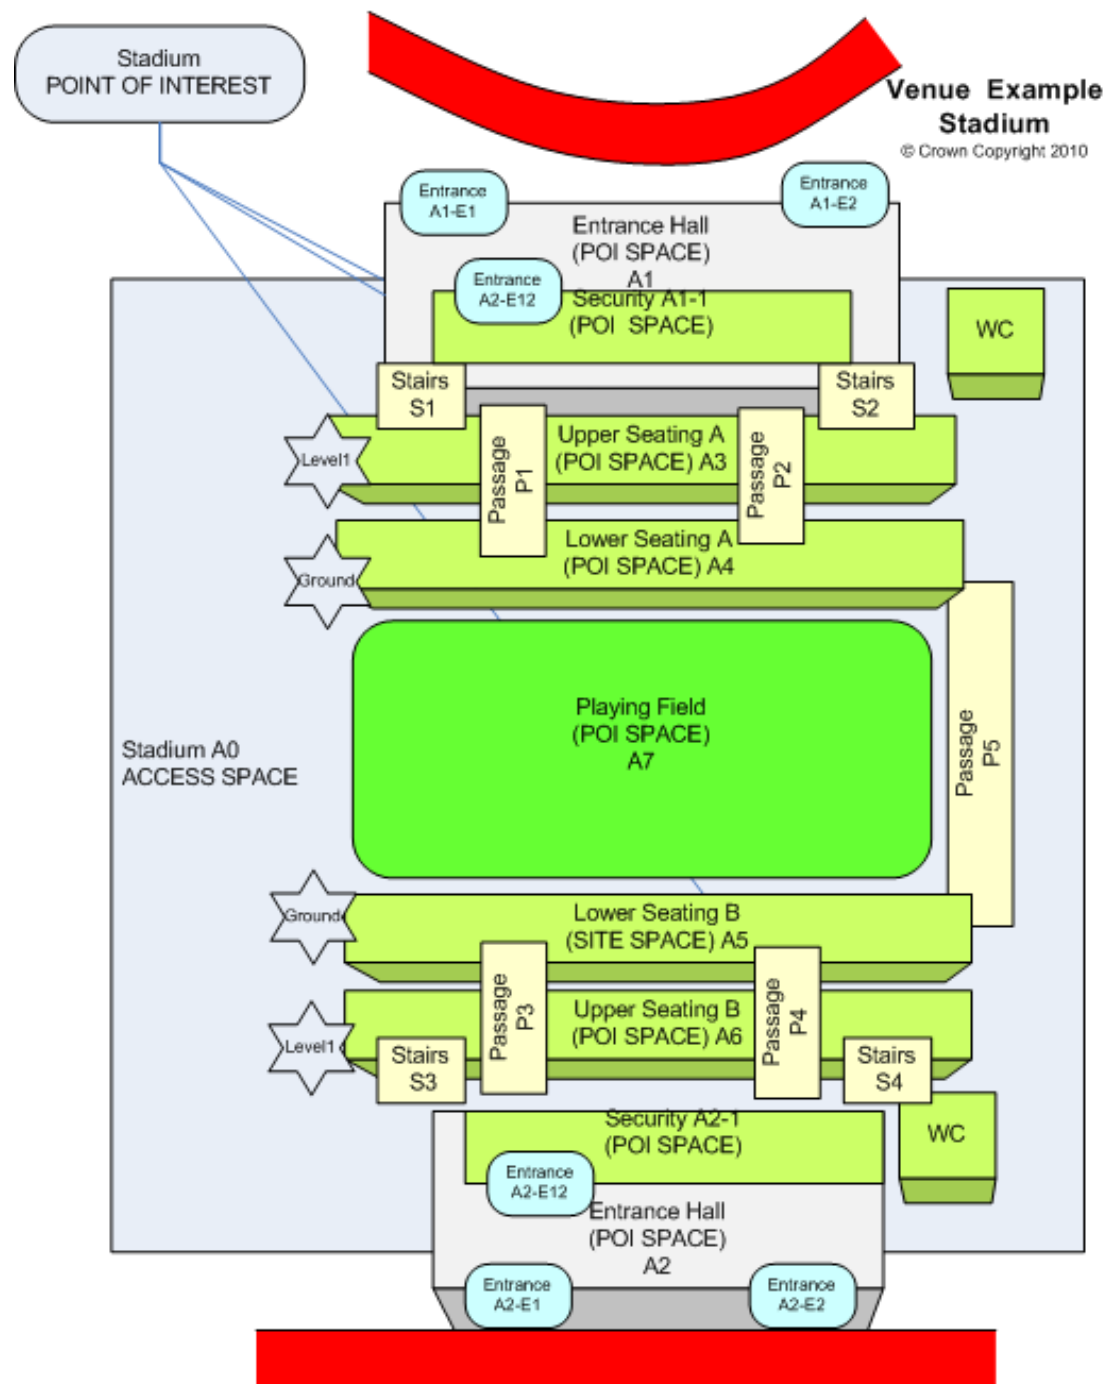 Stadium
POINT OF INTEREST
Venue Example
Stadium
© Crown Copyright 2010
Entrance
A1-E1
Entrance
A1-E2
Entrance Hall
(POI SPACE)
A1
Entrance
A2-E12
Security A1-1
(POI SPACE)
WC
Stairs
S1
Stairs
S2
Upper Seating A
(POI SPACE) A3
Level1
Passage
P1
Passage
P2
Lower Seating A
(POI SPACE) A4
Ground
Playing Field
(POI SPACE)
A7
Stadium A0
ACCESS SPACE
Passage
P5
Ground
Lower Seating B
(SITE SPACE) A5
Passage
P3
Passage
P4
Upper Seating B
(POI SPACE) A6
Level1
Stairs
S3
Stairs
S4
Security A2-1
(POI SPACE)
WC
Entrance
A2-E12
Entrance Hall
(POI SPACE)
A2
Entrance
A2-E1
Entrance
A2-E2